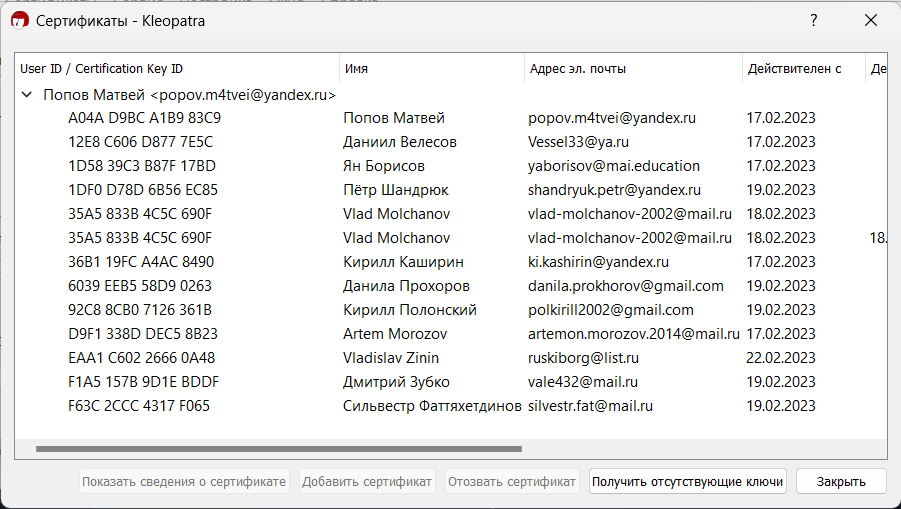 Сертификаты - Kleopatra ?
User ID / Certification Key ID Имя Адрес эл. почты Действителен с Де
Попов Матвей <popov.m4tvei@yandex.ru>
A04A D9BC A1B9 83C9 Попов Матвей popov.m4tvei@yandex.ru 17.02.2023
12E8 C606 D877 7E5C Даниил Велесов Vessel33@ya.ru 17.02.2023
1D58 39C3 B87F 17BD Ян Борисов yaborisov@mai.education 17.02.2023
1DF0 D78D 6B56 EC85 Пётр Шандрюк shandryuk.petr@yandex.ru 19.02.2023
35A5 833B 4C5C 690F Vlad Molchanov vlad-molchanov-2002@mail.ru 18.02.2023
35A5 833B 4C5C 690F Vlad Molchanov vlad-molchanov-2002@mail.ru 18.02.2023 18.
36B1 19FC A4AC 8490 Кирилл Каширин ki.kashirin@yandex.ru 17.02.2023
6039 EEB5 58D9 0263 Данила Прохоров danila.prokhorov@gmail.com 19.02.2023
92C8 8CB0 7126 361B Кирилл Полонский polkirill2002@gmail.com 19.02.2023
D9F1 338D DEC5 8B23 Artem Morozov artemon.morozov.2014@mail.ru 17.02.2023
EAA1 C602 2666 0A48 Vladislav Zinin ruskiborg@list.ru 22.02.2023
F1A5 157B 9D1E BDDF Дмитрий Зубко vale432@mail.ru 19.02.2023
F63C 2CCC 4317 F065 Сильвестр Фаттяхетдинов silvestr.fat@mail.ru 19.02.2023
Показать сведения о сертификате Добавить сертификат Отозвать сертификат Получить отсутствующие ключи Закрыть